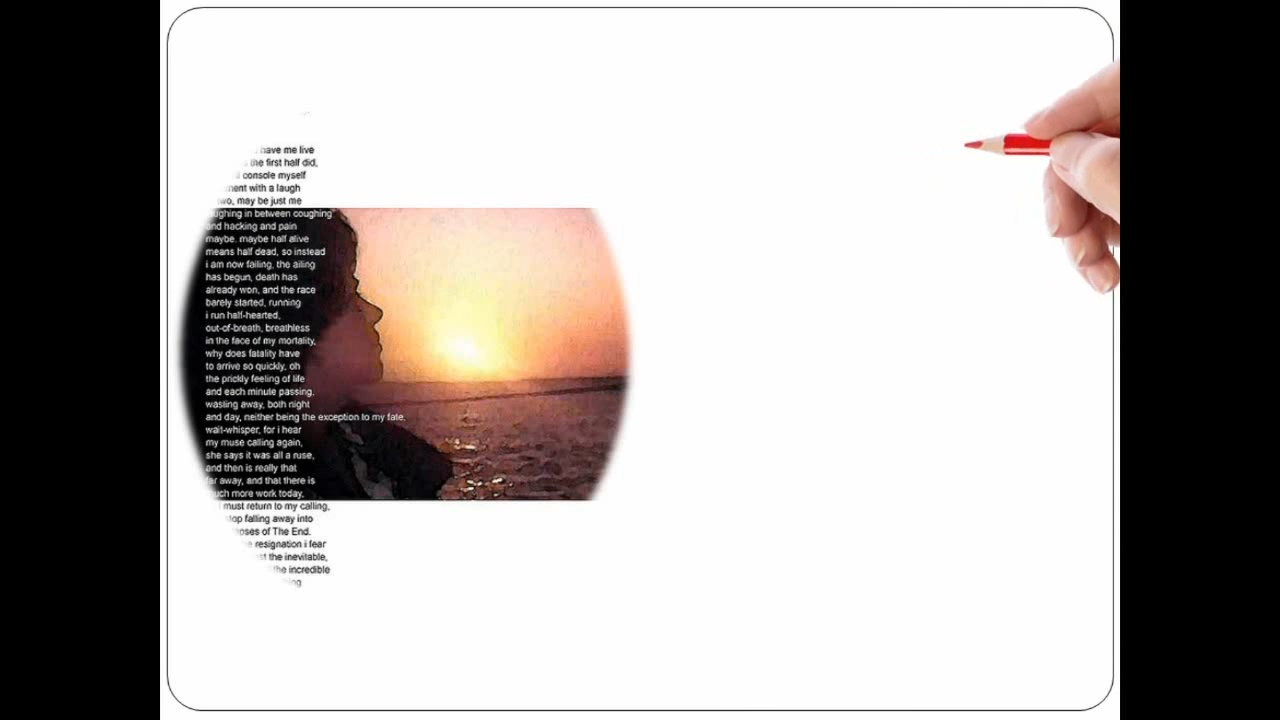 have me live
the first half did,
console myself
with a laugh
two, may be just me
laughing in between coughing
and hacking and pain
maybe. maybe half alive
means half dead, so instead
i am now failing, the ailing
has begun, death has
already won, and the race
barely started, running
i run half-hearted,
out-of-breath, breathless
in the face of my mortality,
why does fatality have
to arrive so quickly, oh
the prickly feeling of life
and each minute passing,
wasting away, both night
and day, neither being the exception to my fate.
wait-whisper, for i hear
my muse calling again,
she says it was all a ruse,
and then is really that
far away, and that there is
much more work today,
i must return to my calling,
stop falling away into
of The End.
resignation i fear
the inevitable,
the incredible